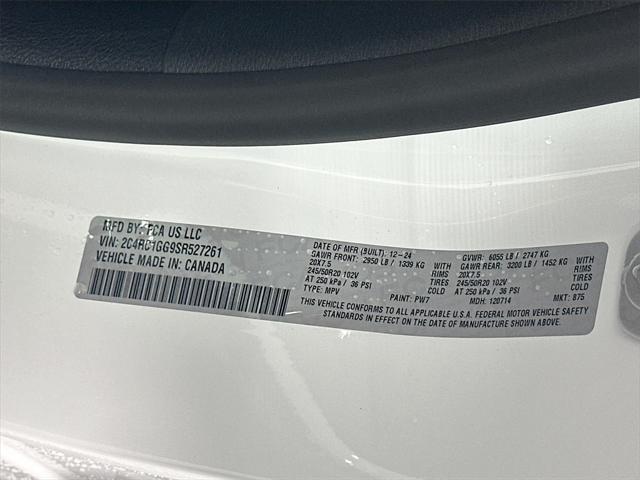 MFD BY: FCA US LLC
VIN: 2C4RC1GG9SR527261
VEHICLE MADE IN: CANADA
DATE OF MFR (BUILT): 12-24 GVWR: 6055 LB / 2747 KG
GAWR FRONT: 2950 LB / 1339 KG WITH GAWR REAR: 3200 LB / 1452 KG WITH
20X7.5 RIMS 20X7.5 RIMS
245/50R20 102V TIRES 245/50R20 102V TIRES
AT 250 kPa / 36 PSI COLD AT 250 kPa / 36 PSI COLD
TYPE: MPV PAINT: PW7 MDH: 120714 MKT: 875
THIS VEHICLE CONFORMS TO ALL APPLICABLE U.S.A. FEDERAL MOTOR VEHICLE SAFETY
STANDARDS IN EFFECT ON THE DATE OF MANUFACTURE SHOWN ABOVE.